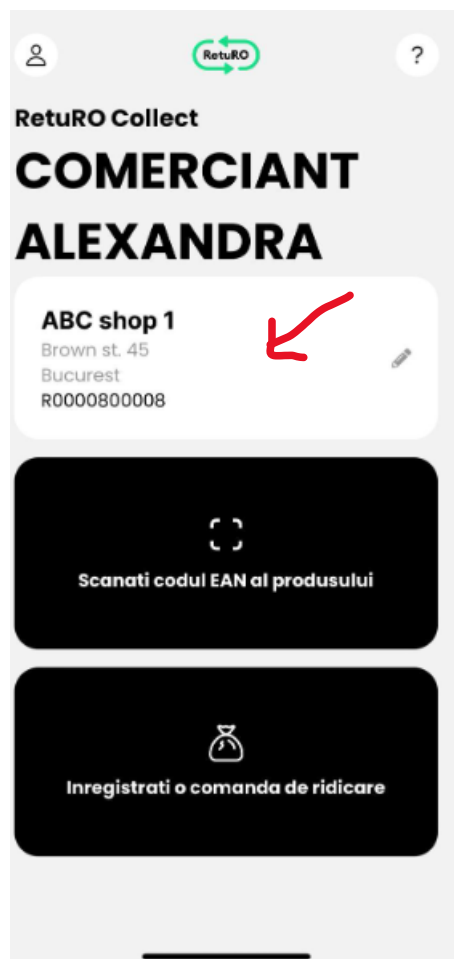 RetuRO
?
RetuRO Collect
COMERCIANT
ALEXANDRA
ABC shop 1
Brown st. 45
Bucurest
R0000800008
Scanati codul EAN al produsului
Inregistrati o comanda de ridicare